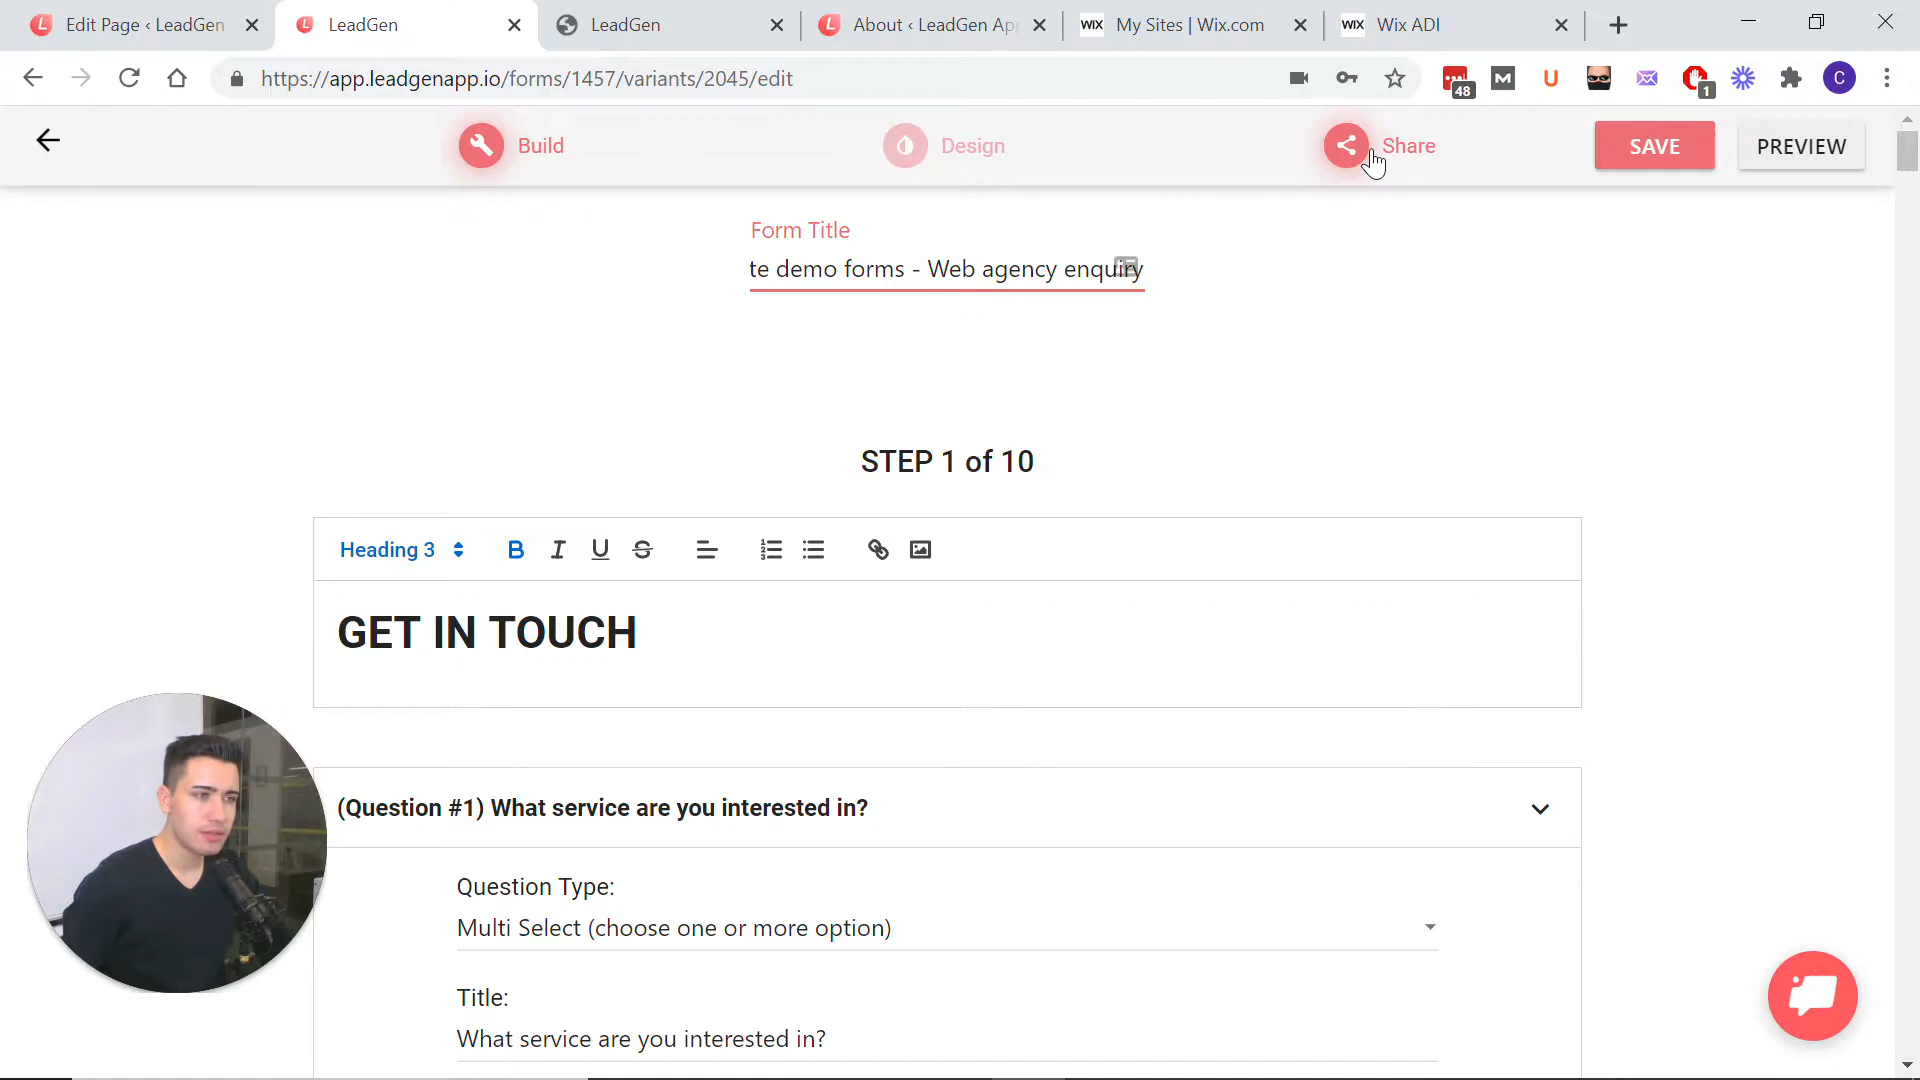 Edit Page ‹ LeadGen
LeadGen
LeadGen
About ‹ LeadGen Ap
WIX My Sites | Wix.com
WIX Wix ADI
https://app.leadgenapp.io/forms/1457/variants/2045/edit
48
M
U
1
C
Build
Design
Share
SAVE
PREVIEW
Form Title
te demo forms - Web agency enquiry
STEP 1 of 10
Heading 3
B I U S
GET IN TOUCH
(Question #1) What service are you interested in?
Question Type:
Multi Select (choose one or more option)
Title:
What service are you interested in?